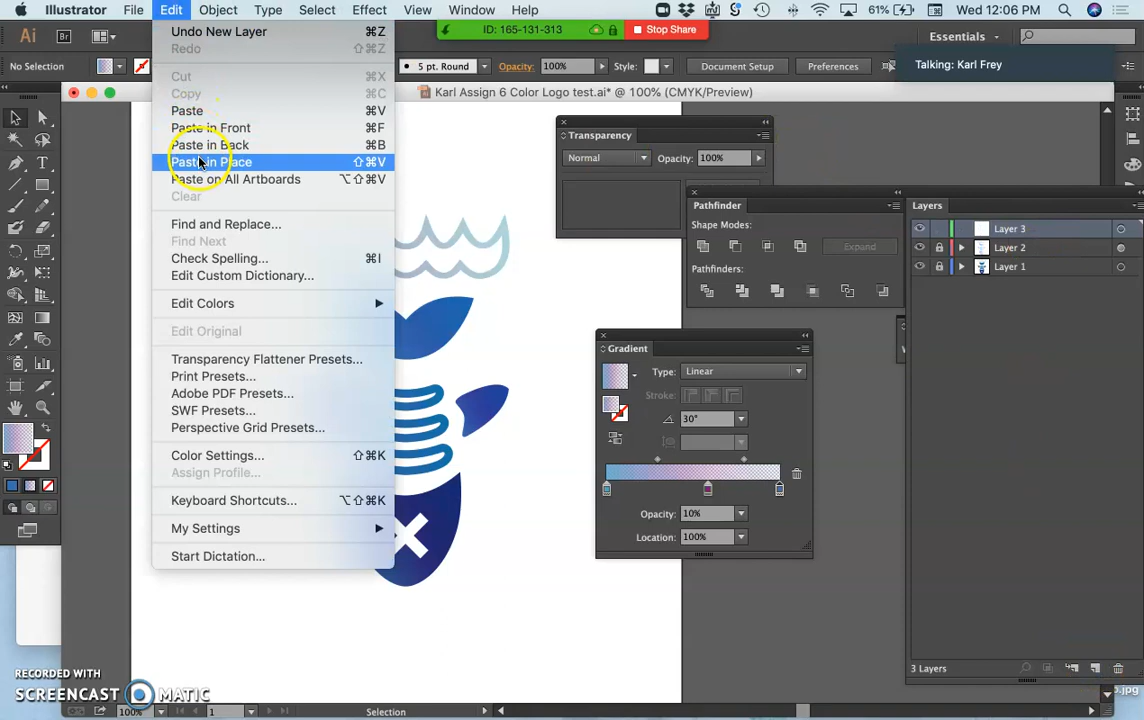 Illustrator File Edit Object Type Select Effect View Window Help 61% Wed 12:06 PM
ID: 165-131-313 Stop Share
Ai Br Essentials
Talking: Karl Frey
No Selection 5 pt. Round Opacity: 100% Style: Document Setup Preferences
Karl Assign 6 Color Logo test.ai* @ 100% (CMYK/Preview)
Undo New Layer ⌘Z
Redo ⇧⌘Z
Cut ⌘X
Copy ⌘C
Paste ⌘V
Paste in Front ⌘F
Paste in Back ⌘B
Paste in Place ⇧⌘V
Paste on All Artboards ⌥⇧⌘V
Clear
Find and Replace...
Find Next
Check Spelling... ⌘I
Edit Custom Dictionary...
Edit Colors
Edit Original
Transparency Flattener Presets...
Print Presets...
Adobe PDF Presets...
SWF Presets...
Perspective Grid Presets...
Color Settings... ⇧⌘K
Assign Profile...
Keyboard Shortcuts... ⌥⇧⌘K
My Settings
Start Dictation...
Transparency
Normal Opacity: 100%
Pathfinder
Shape Modes:
Expand
Pathfinders:
Layers
Layer 3
Layer 2
Layer 1
Gradient
Type: Linear
Stroke:
30°
Opacity: 10%
Location: 100%
3 Layers
RECORDED WITH
SCREENCAST MATIC
100% 1 Selection